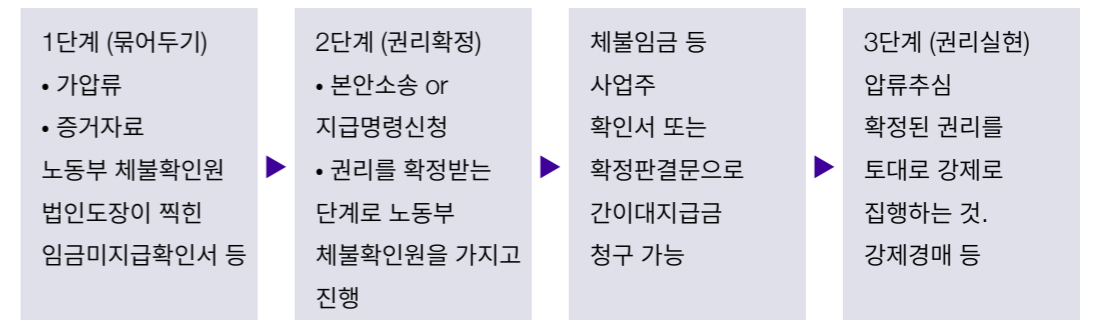 1단계 (묶어두기)
• 가압류
• 증거자료
노동부 체불확인원
법인도장이 찍힌
임금미지급확인서 등
2단계 (권리확정)
• 본안소송 or
지급명령신청
• 권리를 확정받는
단계로 노동부
체불확인원을 가지고
진행
체불임금 등
사업주
확인서 또는
확정판결문으로
간이대지급금
청구 가능
3단계 (권리실현)
압류추심
확정된 권리를
토대로 강제로
집행하는 것.
강제경매 등